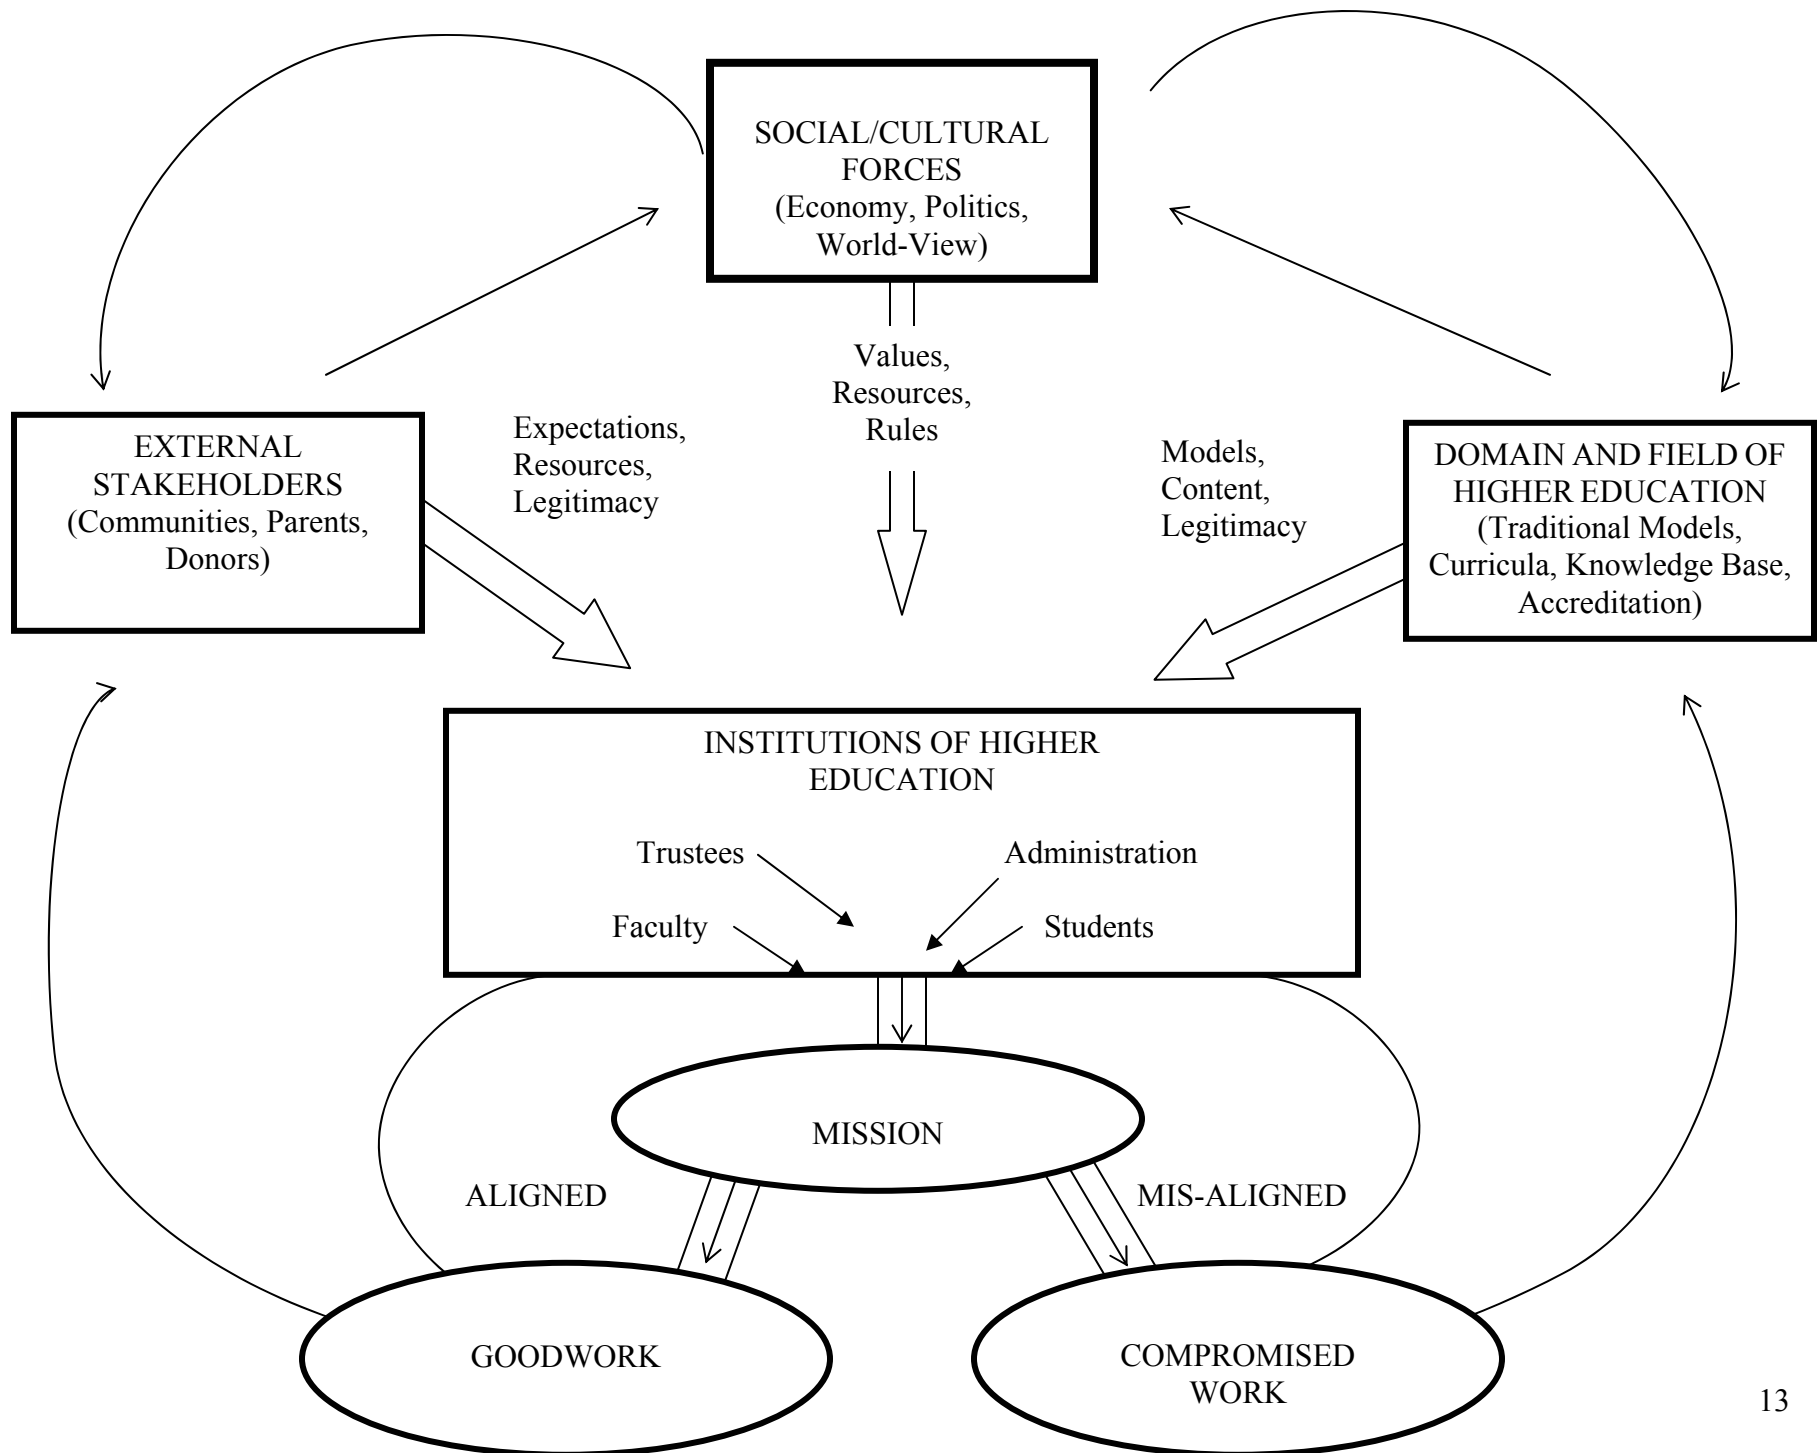 SOCIAL/CULTURAL
FORCES
(Economy, Politics,
World-View)
Values,
Resources,
Rules
EXTERNAL
STAKEHOLDERS
(Communities, Parents,
Donors)
Expectations,
Resources,
Legitimacy
Models,
Content,
Legitimacy
DOMAIN AND FIELD OF
HIGHER EDUCATION
(Traditional Models,
Curricula, Knowledge Base,
Accreditation)
INSTITUTIONS OF HIGHER
EDUCATION
Trustees
Administration
Faculty
Students
MISSION
ALIGNED
MIS-ALIGNED
GOODWORK
COMPROMISED
WORK
13